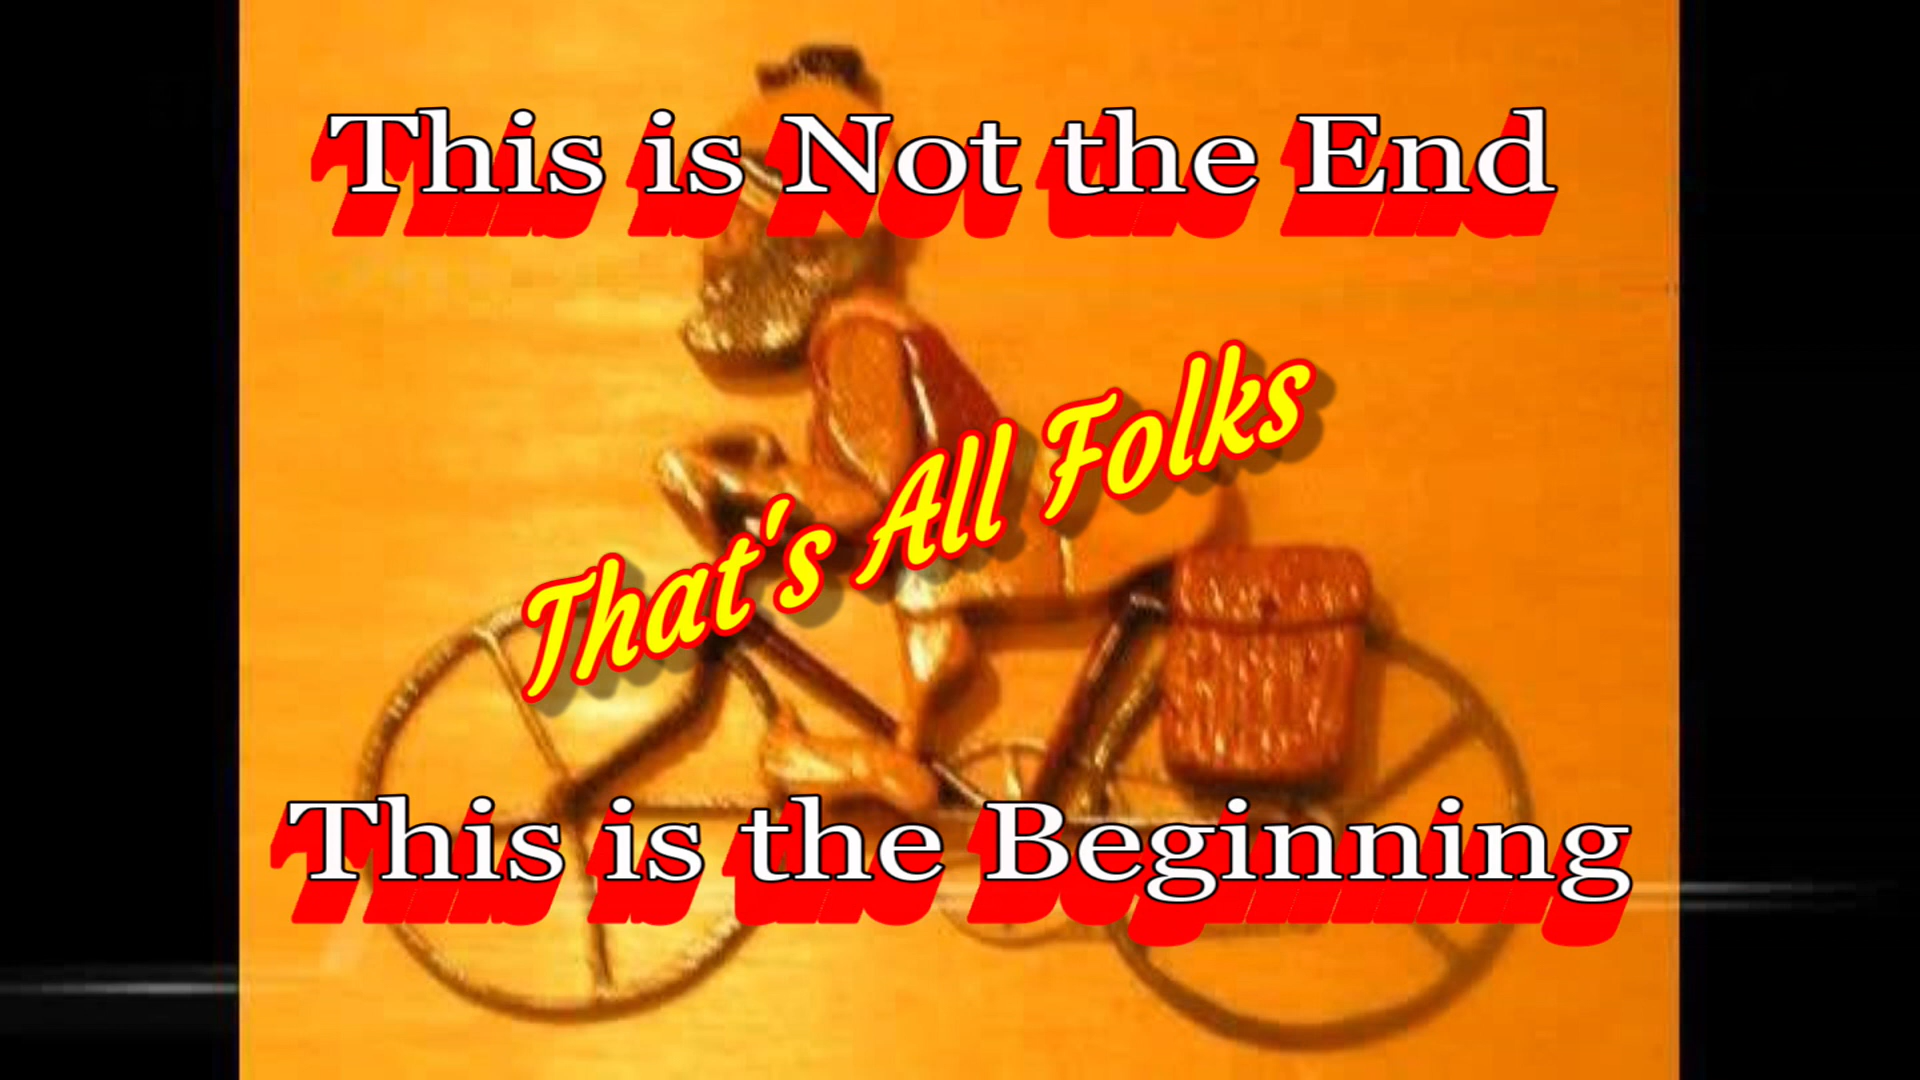 This is Not the End
That's All Folks
This is the Beginning